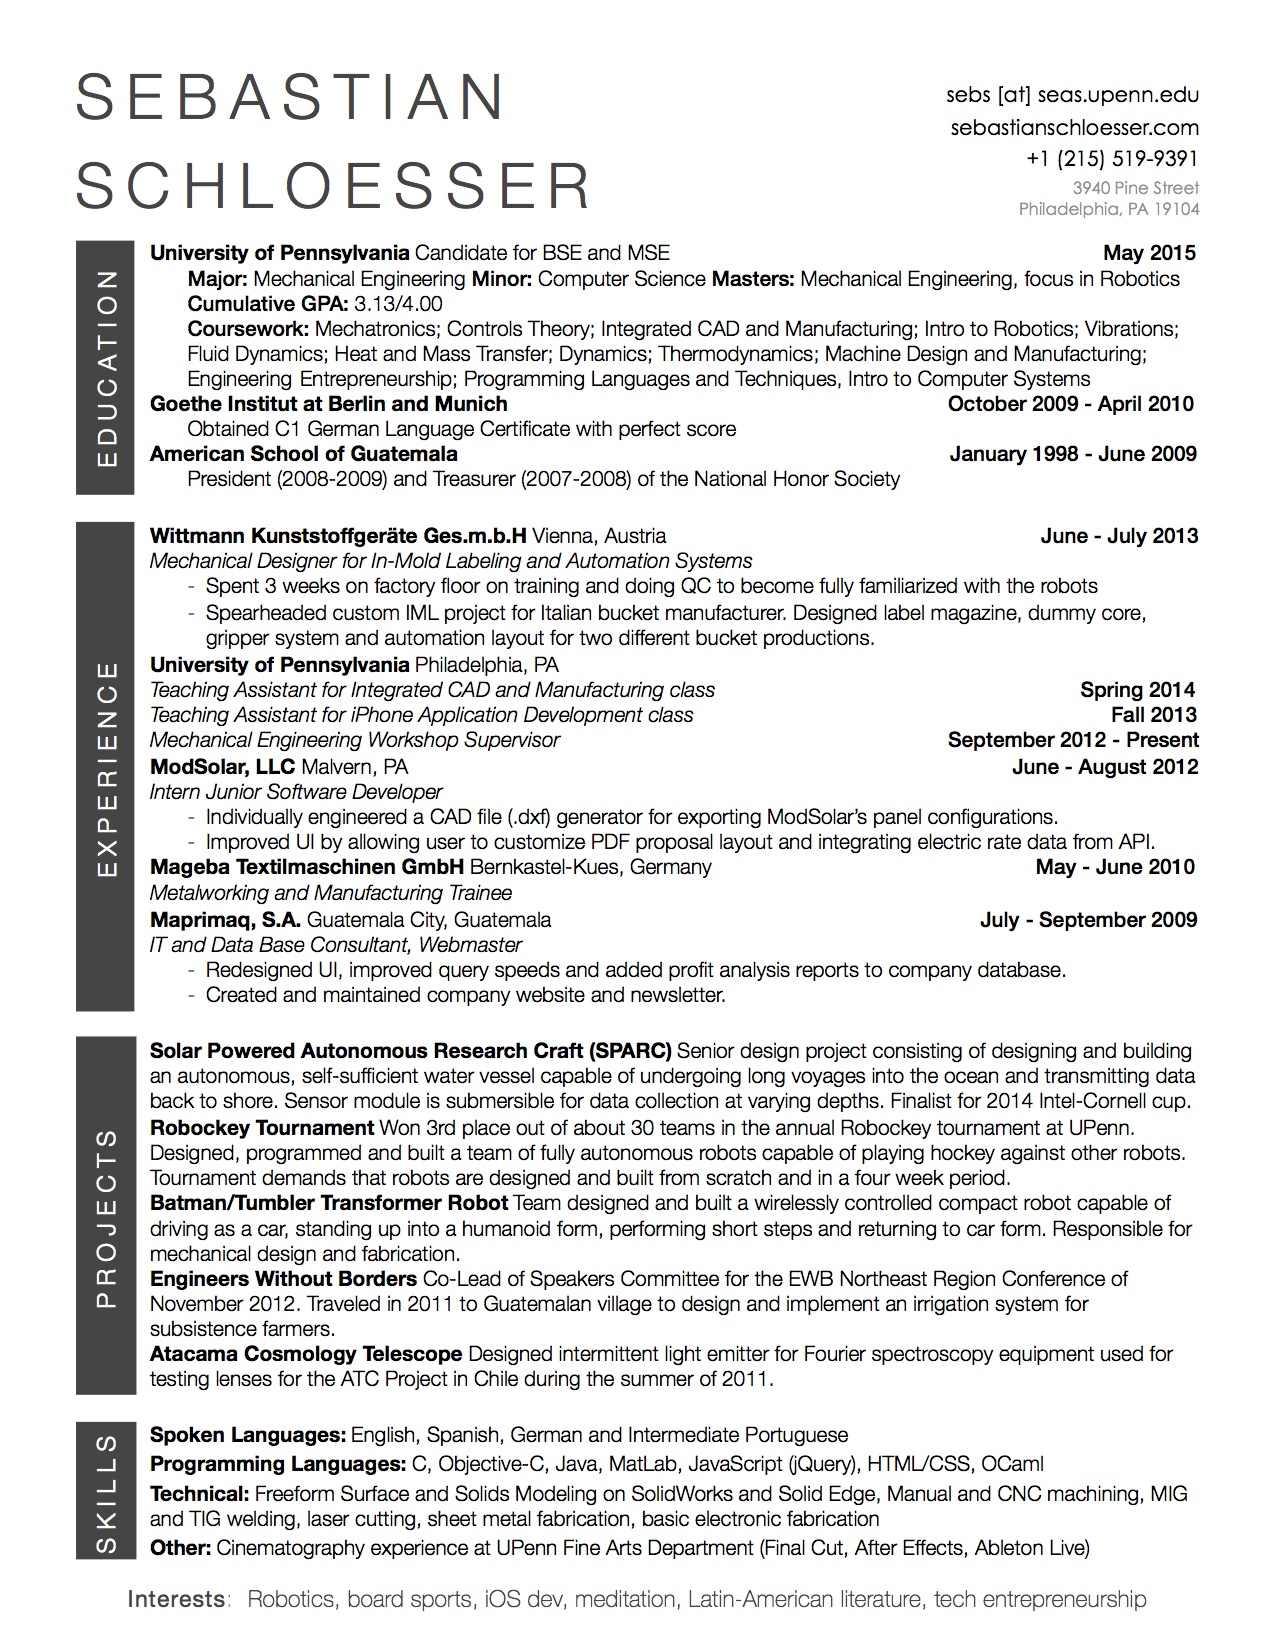 SEBASTIAN
SCHLOESSER
sebs [at] seas.upenn.edu
sebastianschloesser.com
+1 (215) 519-9391
3940 Pine Street
Philadelphia, PA 19104
EDUCATION
University of Pennsylvania Candidate for BSE and MSE May 2015
Major: Mechanical Engineering Minor: Computer Science Masters: Mechanical Engineering, focus in Robotics
Cumulative GPA: 3.13/4.00
Coursework: Mechatronics; Controls Theory; Integrated CAD and Manufacturing; Intro to Robotics; Vibrations;
Fluid Dynamics; Heat and Mass Transfer; Dynamics; Thermodynamics; Machine Design and Manufacturing;
Engineering Entrepreneurship; Programming Languages and Techniques, Intro to Computer Systems
Goethe Institut at Berlin and Munich October 2009 - April 2010
Obtained C1 German Language Certificate with perfect score
American School of Guatemala January 1998 - June 2009
President (2008-2009) and Treasurer (2007-2008) of the National Honor Society
EXPERIENCE
Wittmann Kunststoffgeräte Ges.m.b.H Vienna, Austria June - July 2013
Mechanical Designer for In-Mold Labeling and Automation Systems
- Spent 3 weeks on factory floor on training and doing QC to become fully familiarized with the robots
- Spearheaded custom IML project for Italian bucket manufacturer. Designed label magazine, dummy core,
gripper system and automation layout for two different bucket productions.
University of Pennsylvania Philadelphia, PA
Teaching Assistant for Integrated CAD and Manufacturing class Spring 2014
Teaching Assistant for iPhone Application Development class Fall 2013
Mechanical Engineering Workshop Supervisor September 2012 - Present
ModSolar, LLC Malvern, PA June - August 2012
Intern Junior Software Developer
- Individually engineered a CAD file (.dxf) generator for exporting ModSolar's panel configurations.
- Improved UI by allowing user to customize PDF proposal layout and integrating electric rate data from API.
Mageba Textilmaschinen GmbH Bernkastel-Kues, Germany May - June 2010
Metalworking and Manufacturing Trainee
Maprimaq, S.A. Guatemala City, Guatemala July - September 2009
IT and Data Base Consultant, Webmaster
- Redesigned UI, improved query speeds and added profit analysis reports to company database.
- Created and maintained company website and newsletter.
PROJECTS
Solar Powered Autonomous Research Craft (SPARC) Senior design project consisting of designing and building
an autonomous, self-sufficient water vessel capable of undergoing long voyages into the ocean and transmitting data
back to shore. Sensor module is submersible for data collection at varying depths. Finalist for 2014 Intel-Cornell cup.
Robockey Tournament Won 3rd place out of about 30 teams in the annual Robockey tournament at UPenn.
Designed, programmed and built a team of fully autonomous robots capable of playing hockey against other robots.
Tournament demands that robots are designed and built from scratch and in a four week period.
Batman/Tumbler Transformer Robot Team designed and built a wirelessly controlled compact robot capable of
driving as a car, standing up into a humanoid form, performing short steps and returning to car form. Responsible for
mechanical design and fabrication.
Engineers Without Borders Co-Lead of Speakers Committee for the EWB Northeast Region Conference of
November 2012. Traveled in 2011 to Guatemalan village to design and implement an irrigation system for
subsistence farmers.
Atacama Cosmology Telescope Designed intermittent light emitter for Fourier spectroscopy equipment used for
testing lenses for the ATC Project in Chile during the summer of 2011.
SKILLS
Spoken Languages: English, Spanish, German and Intermediate Portuguese
Programming Languages: C, Objective-C, Java, MatLab, JavaScript (jQuery), HTML/CSS, OCaml
Technical: Freeform Surface and Solids Modeling on SolidWorks and Solid Edge, Manual and CNC machining, MIG
and TIG welding, laser cutting, sheet metal fabrication, basic electronic fabrication
Other: Cinematography experience at UPenn Fine Arts Department (Final Cut, After Effects, Ableton Live)
Interests: Robotics, board sports, iOS dev, meditation, Latin-American literature, tech entrepreneurship